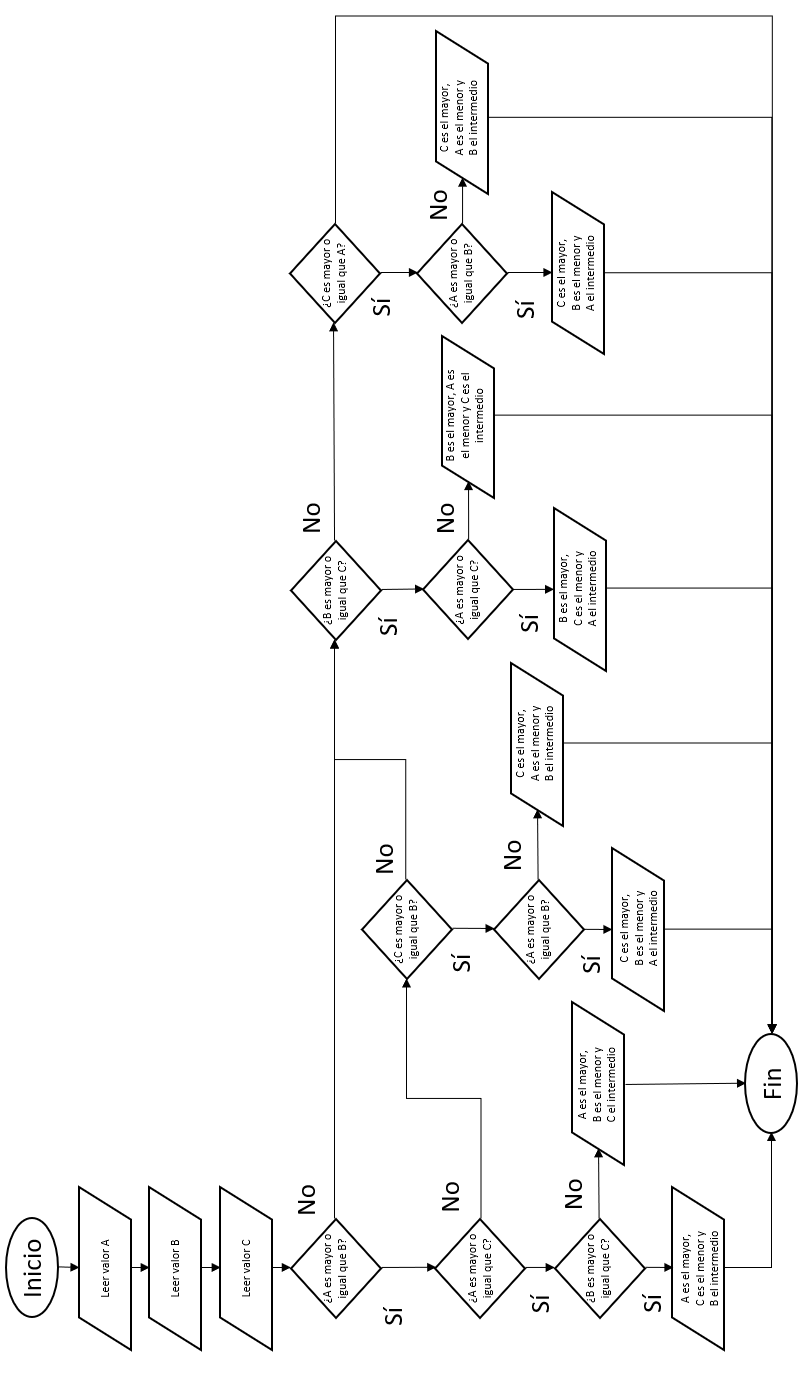 Inicio
Leer valor A
Leer valor B
Leer valor C
¿A es mayor o
igual que B?
Sí
No
¿A es mayor o
igual que C?
Sí
No
¿B es mayor o
igual que C?
Sí
No
A es el mayor,
C es el menor y
B el intermedio
A es el mayor,
B es el menor y
C el intermedio
¿C es mayor o
igual que B?
Sí
No
¿A es mayor o
igual que B?
Sí
No
C es el mayor,
B es el menor y
A el intermedio
C es el mayor,
A es el menor y
B el intermedio
¿B es mayor o
igual que C?
Sí
No
¿A es mayor o
igual que C?
Sí
No
B es el mayor,
C es el menor y
A el intermedio
B es el mayor, A es
el menor y C es el
intermedio
¿C es mayor o
igual que A?
Sí
¿A es mayor o
igual que B?
Sí
No
C es el mayor,
B es el menor y
A el intermedio
C es el mayor,
A es el menor y
B el intermedio
Fin